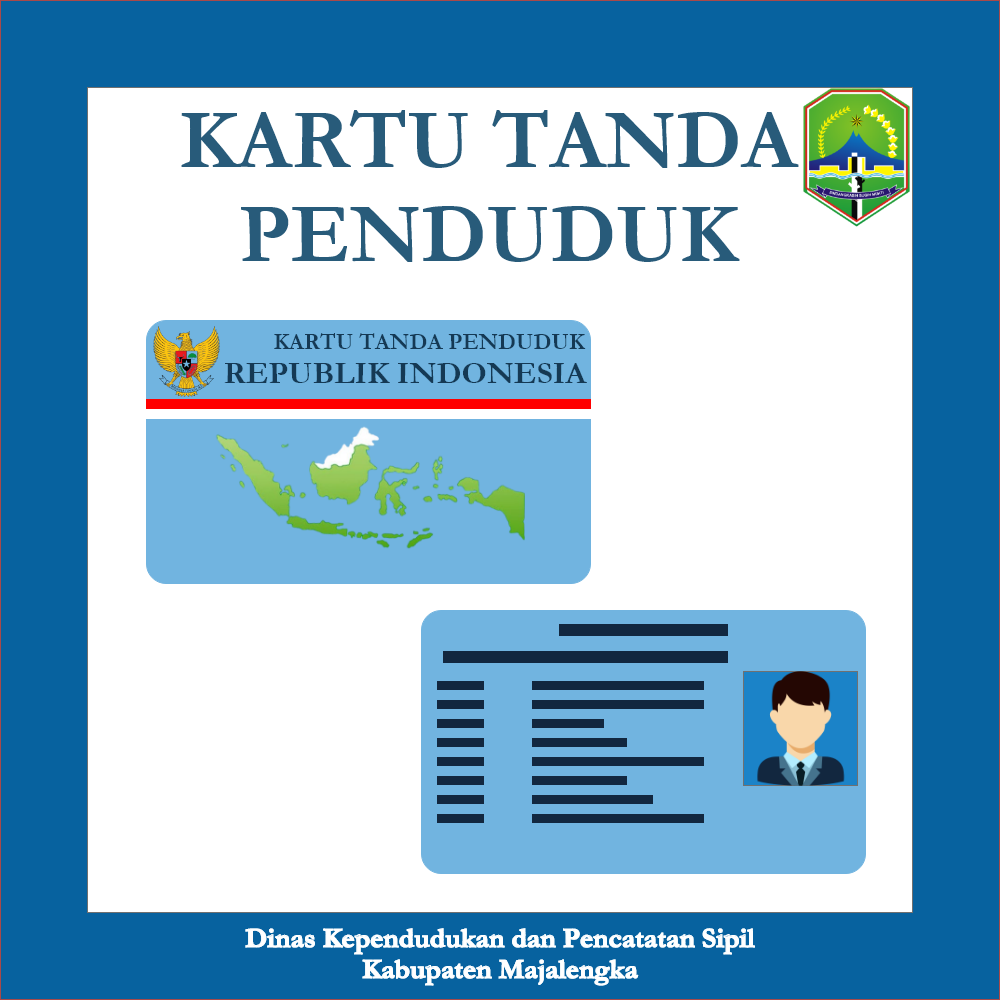 KARTU TANDA
PENDUDUK
KARTU TANDA PENDUDUK
REPUBLIK INDONESIA
Dinas Kependudukan dan Pencatatan Sipil
Kabupaten Majalengka